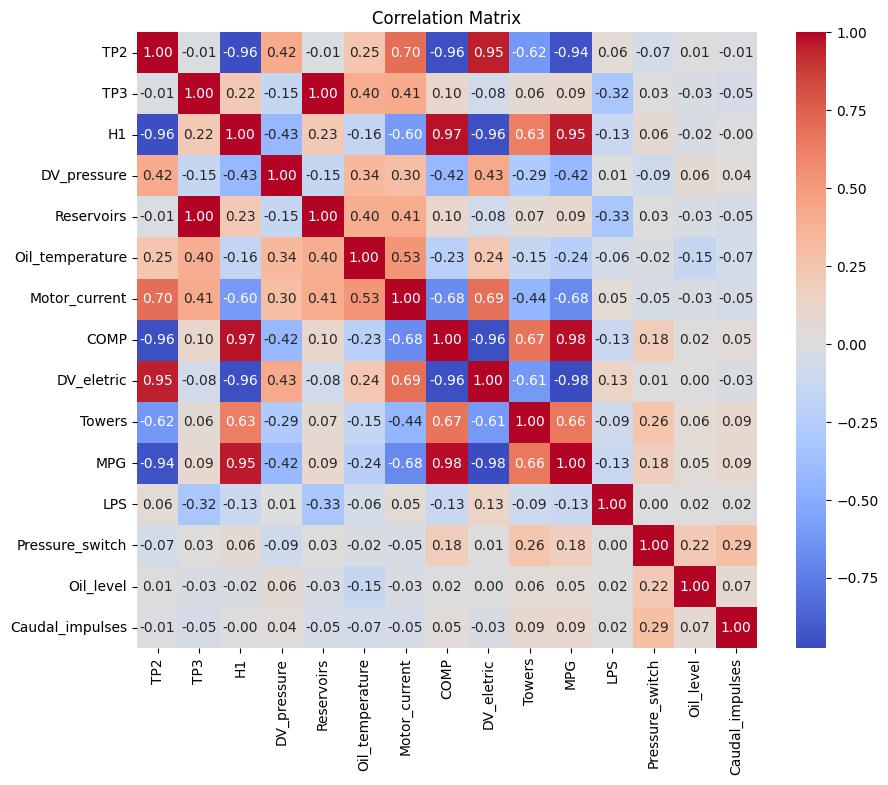 Correlation Matrix
TP2 1.00 -0.01 -0.96 0.42 -0.01 0.25 0.70 -0.96 0.95 -0.62 -0.94 0.06 -0.07 0.01 -0.01
TP3 -0.01 1.00 0.22 -0.15 1.00 0.40 0.41 0.10 -0.08 0.06 0.09 -0.32 0.03 -0.03 -0.05
H1 -0.96 0.22 1.00 -0.43 0.23 -0.16 -0.60 0.97 -0.96 0.63 0.95 -0.13 0.06 -0.02 -0.00
DV_pressure 0.42 -0.15 -0.43 1.00 -0.15 0.34 0.30 -0.42 0.43 -0.29 -0.42 0.01 -0.09 0.06 0.04
Reservoirs -0.01 1.00 0.23 -0.15 1.00 0.40 0.41 0.10 -0.08 0.07 0.09 -0.33 0.03 -0.03 -0.05
Oil_temperature 0.25 0.40 -0.16 0.34 0.40 1.00 0.53 -0.23 0.24 -0.15 -0.24 -0.06 -0.02 -0.15 -0.07
Motor_current 0.70 0.41 -0.60 0.30 0.41 0.53 1.00 -0.68 0.69 -0.44 -0.68 0.05 -0.05 -0.03 -0.05
COMP -0.96 0.10 0.97 -0.42 0.10 -0.23 -0.68 1.00 -0.96 0.67 0.98 -0.13 0.18 0.02 0.05
DV_eletric 0.95 -0.08 -0.96 0.43 -0.08 0.24 0.69 -0.96 1.00 -0.61 -0.98 0.13 0.01 0.00 -0.03
Towers -0.62 0.06 0.63 -0.29 0.07 -0.15 -0.44 0.67 -0.61 1.00 0.66 -0.09 0.26 0.06 0.09
MPG -0.94 0.09 0.95 -0.42 0.09 -0.24 -0.68 0.98 -0.98 0.66 1.00 -0.13 0.18 0.05 0.09
LPS 0.06 -0.32 -0.13 0.01 -0.33 -0.06 0.05 -0.13 0.13 -0.09 -0.13 1.00 0.00 0.02 0.02
Pressure_switch -0.07 0.03 0.06 -0.09 0.03 -0.02 -0.05 0.18 0.01 0.26 0.18 0.00 1.00 0.22 0.29
Oil_level 0.01 -0.03 -0.02 0.06 -0.03 -0.15 -0.03 0.02 0.00 0.06 0.05 0.02 0.22 1.00 0.07
Caudal_impulses -0.01 -0.05 -0.00 0.04 -0.05 -0.07 -0.05 0.05 -0.03 0.09 0.09 0.02 0.29 0.07 1.00
TP2 TP3 H1 DV_pressure Reservoirs Oil_temperature Motor_current COMP DV_eletric Towers MPG LPS Pressure_switch Oil_level Caudal_impulses
1.00
0.75
0.50
0.25
0.00
−0.25
−0.50
−0.75